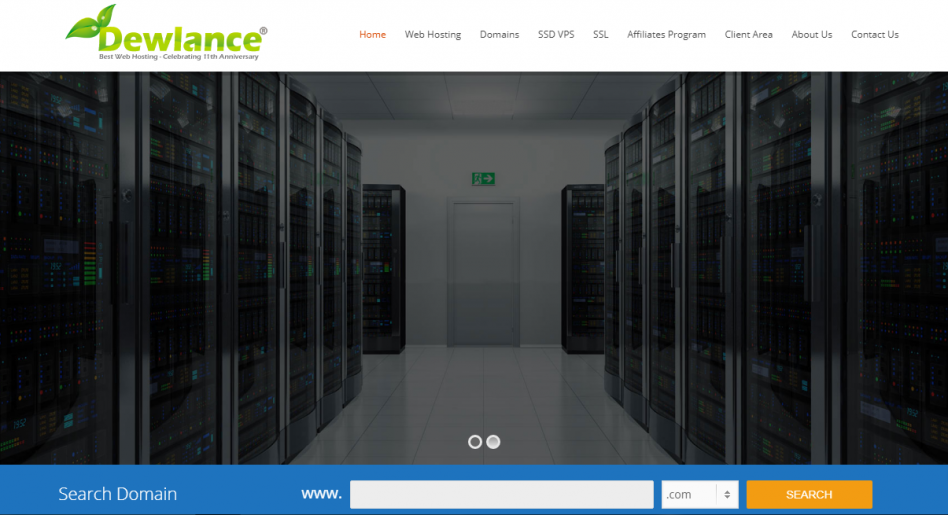 Dewlance®
Best Web Hosting - Celebrating 11th Anniversary
Home Web Hosting Domains SSD VPS SSL Affiliates Program Client Area About Us Contact Us
Search Domain www. .com SEARCH